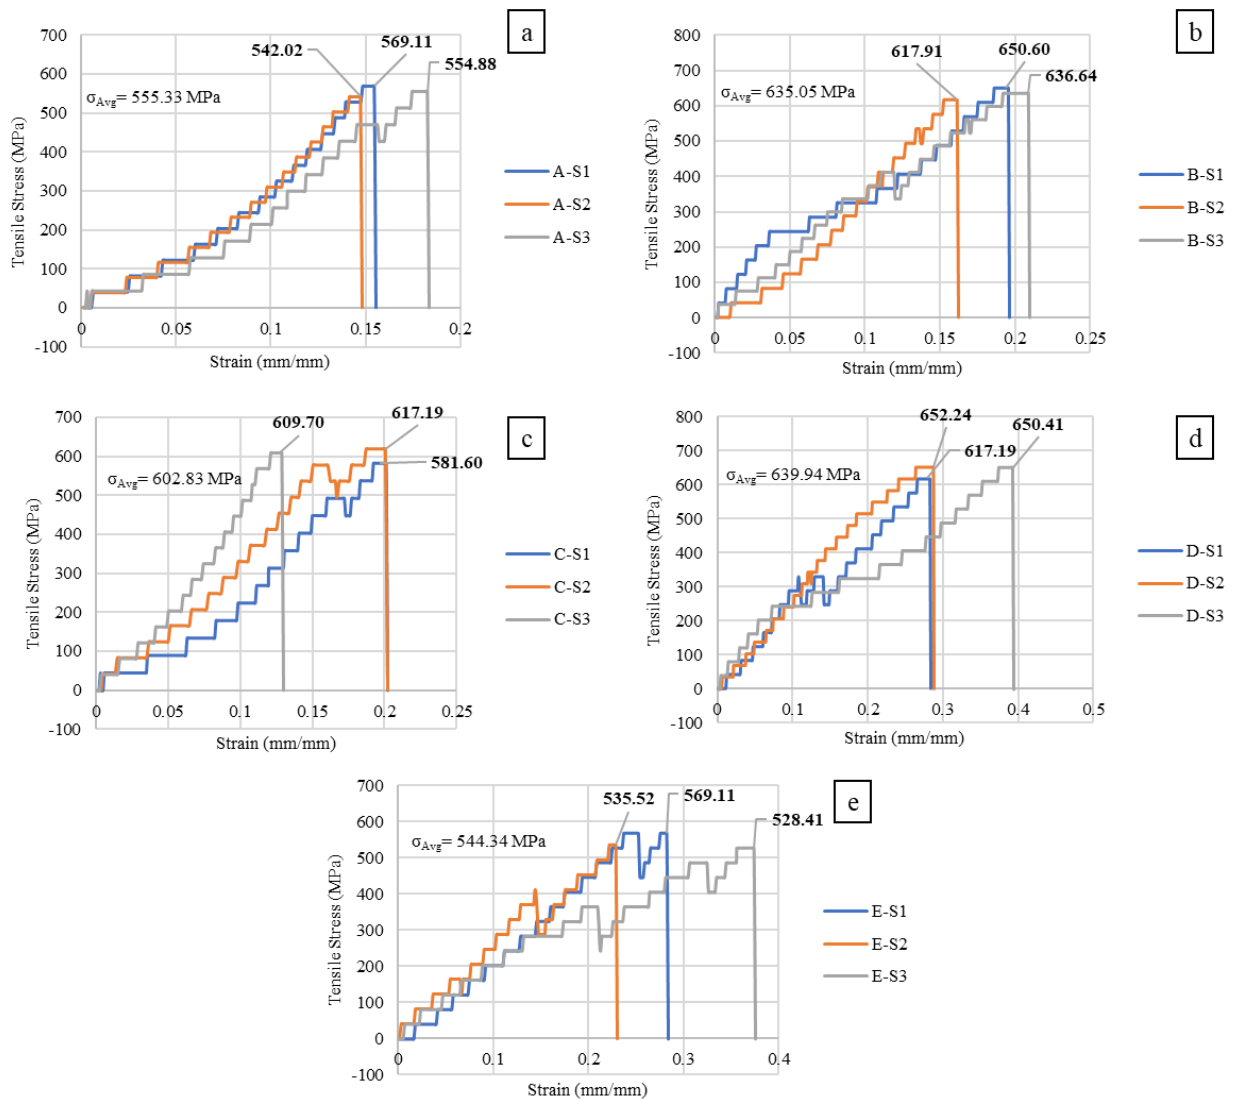 a
700
600
500
400
300
200
100
0
-100
Tensile Stress (MPa)
542.02
569.11
554.88
σAvg= 555.33 MPa
0
0.05
0.1
0.15
0.2
Strain (mm/mm)
A-S1
A-S2
A-S3
b
800
700
600
500
400
300
200
100
0
-100
Tensile Stress (MPa)
617.91
650.60
636.64
σAvg= 635.05 MPa
0
0.05
0.1
0.15
0.2
0.25
Strain (mm/mm)
B-S1
B-S2
B-S3
c
700
600
500
400
300
200
100
0
-100
Tensile Stress (MPa)
609.70
617.19
581.60
σAvg= 602.83 MPa
0
0.05
0.1
0.15
0.2
0.25
Strain (mm/mm)
C-S1
C-S2
C-S3
d
800
700
600
500
400
300
200
100
0
-100
Tensile Stress (MPa)
652.24
650.41
617.19
σAvg= 639.94 MPa
0
0.1
0.2
0.3
0.4
0.5
Strain (mm/mm)
D-S1
D-S2
D-S3
e
700
600
500
400
300
200
100
0
-100
Tensile Stress (MPa)
535.52
569.11
528.41
σAvg= 544.34 MPa
0
0.1
0.2
0.3
0.4
Strain (mm/mm)
E-S1
E-S2
E-S3